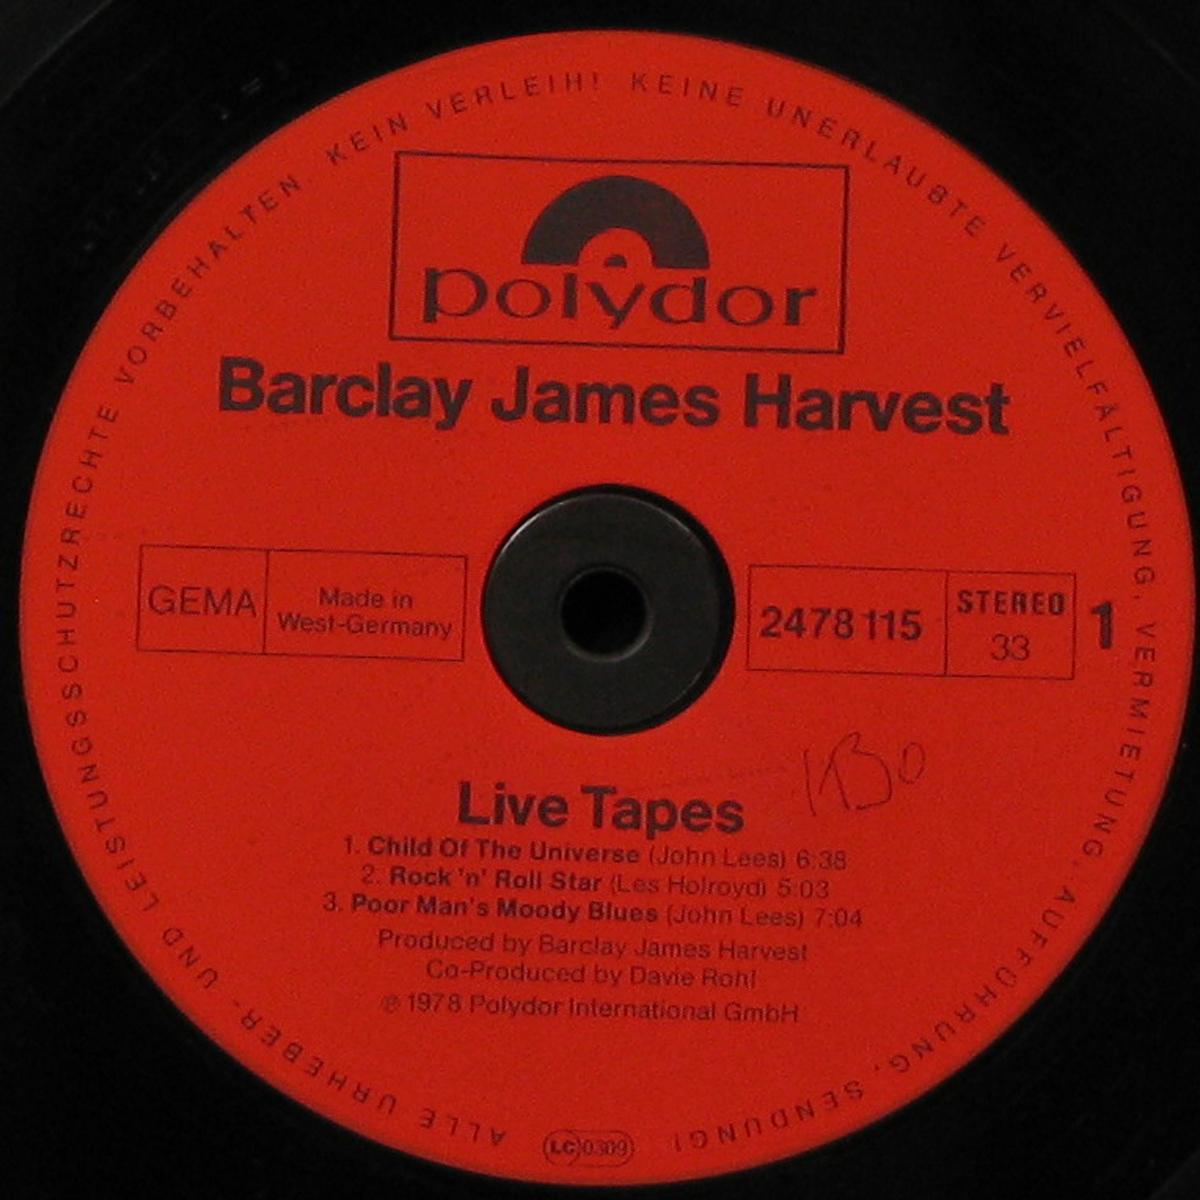 ALLE URHEBER- UND LEISTUNGSSCHUTZRECHTE VORBEHALTEN. KEIN VERLEIH! KEINE UNERLAUBTE VERVIELFÄLTIGUNG, VERMIETUNG, AUFFÜHRUNG, SENDUNG!
polydor
Barclay James Harvest
GEMA
Made in
West-Germany
2478 115
STEREO
33
1
Live Tapes
1. Child Of The Universe (John Lees) 6:38
2. Rock 'n' Roll Star (Les Holroyd) 5:03
3. Poor Man's Moody Blues (John Lees) 7:04
Produced by Barclay James Harvest
Co-Produced by Davie Rohl
℗ 1978 Polydor International GmbH
LC 0309